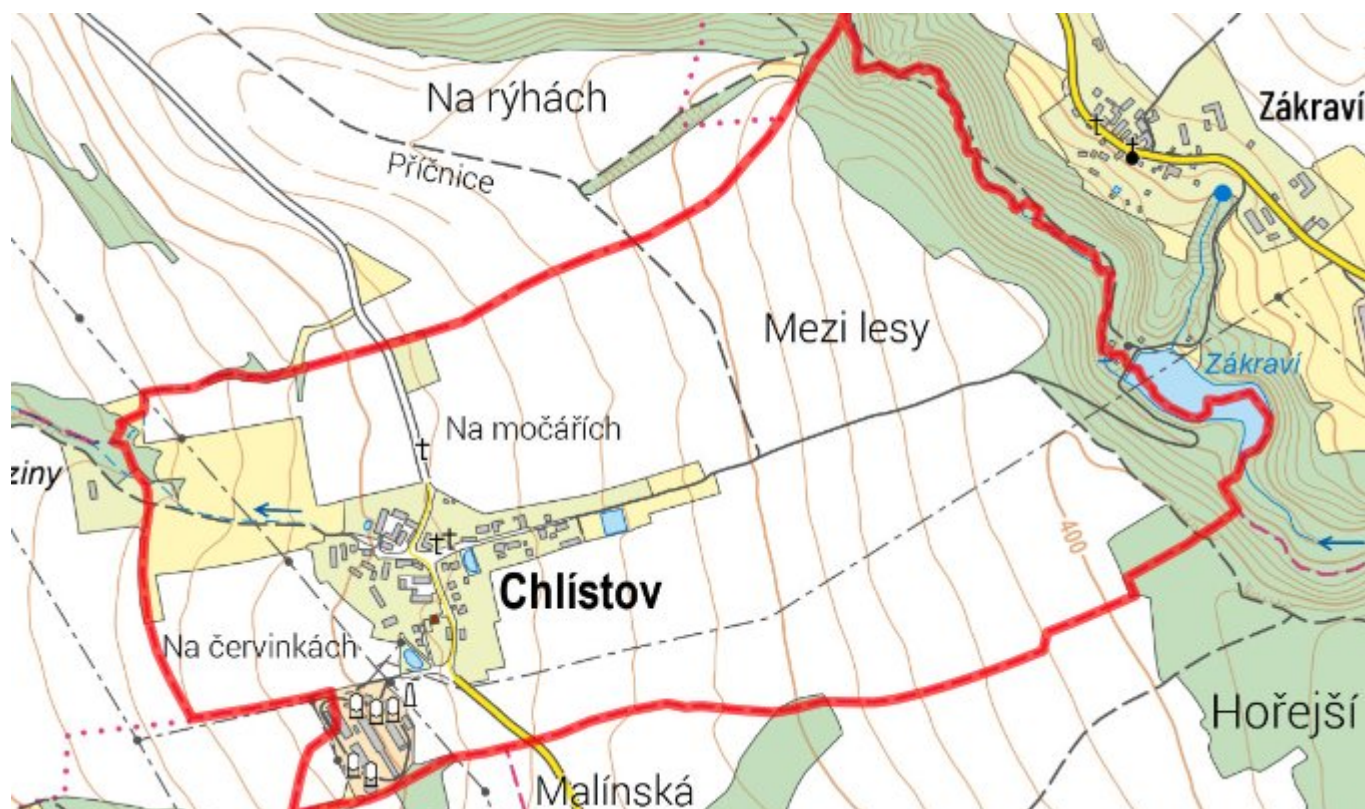 Na rýhách
Zákraví
Příčnice
Mezi lesy
Zákraví
Na močářích
ziny
400
Chlístov
Na červinkách
Hořejší
Malínská